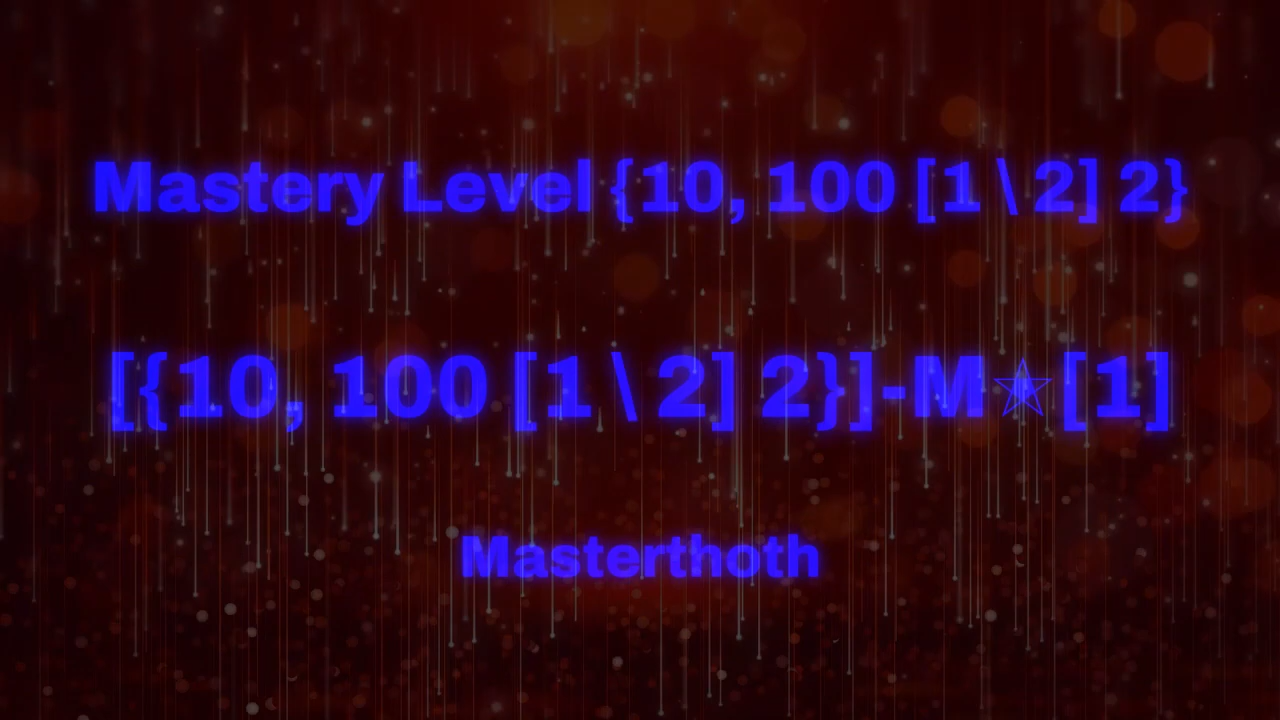 Mastery Level {10, 100 [1 \ 2] 2}
[{10, 100 [1 \ 2] 2}]-M⛤[1]
Masterthoth